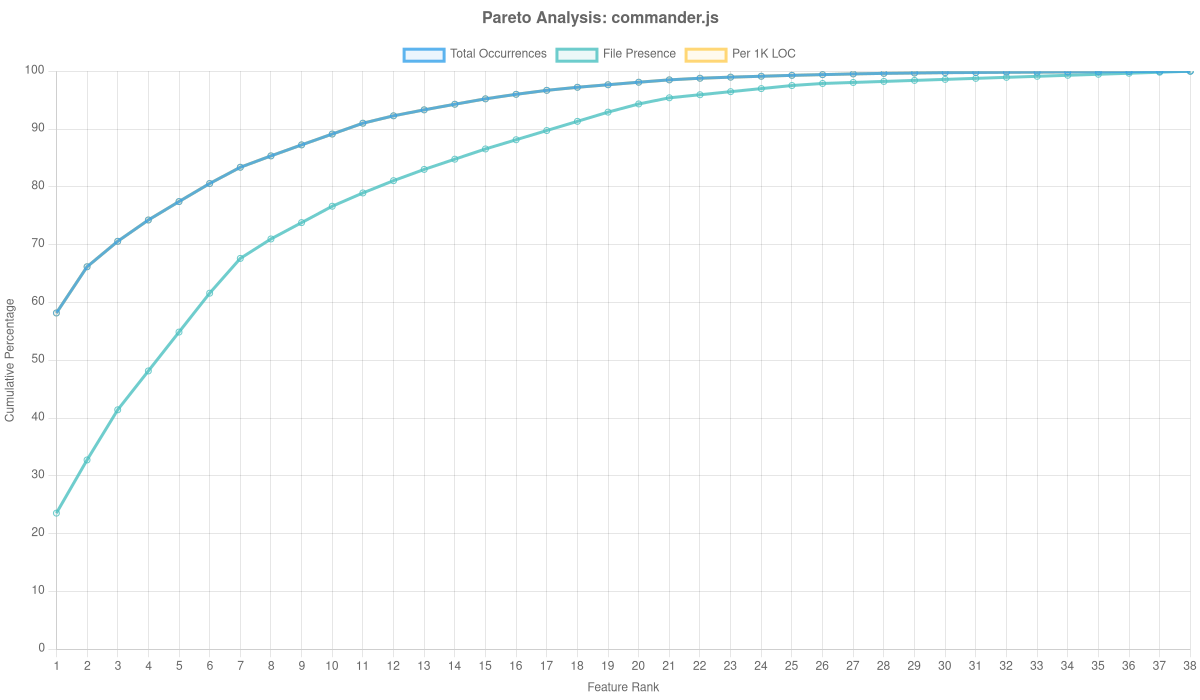 Pareto Analysis: commander.js
Total Occurrences File Presence Per 1K LOC
100
90
80
70
60
50
40
30
20
10
0
Cumulative Percentage
1 2 3 4 5 6 7 8 9 10 11 12 13 14 15 16 17 18 19 20 21 22 23 24 25 26 27 28 29 30 31 32 33 34 35 36 37 38
Feature Rank